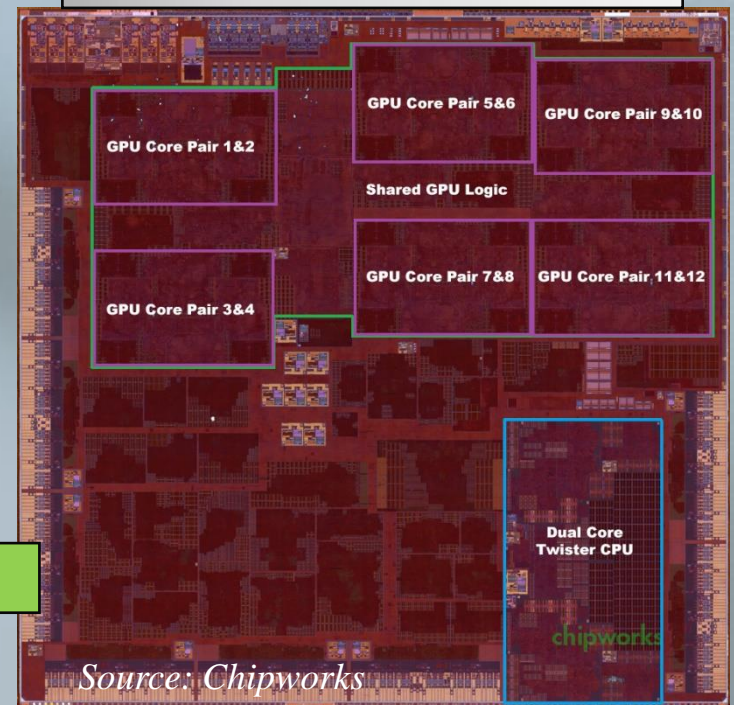 GPU Core Pair 5&6
GPU Core Pair 9&10
GPU Core Pair 1&2
Shared GPU Logic
GPU Core Pair 7&8
GPU Core Pair 11&12
GPU Core Pair 3&4
Dual Core
Twister CPU
chipworks
Source: Chipworks